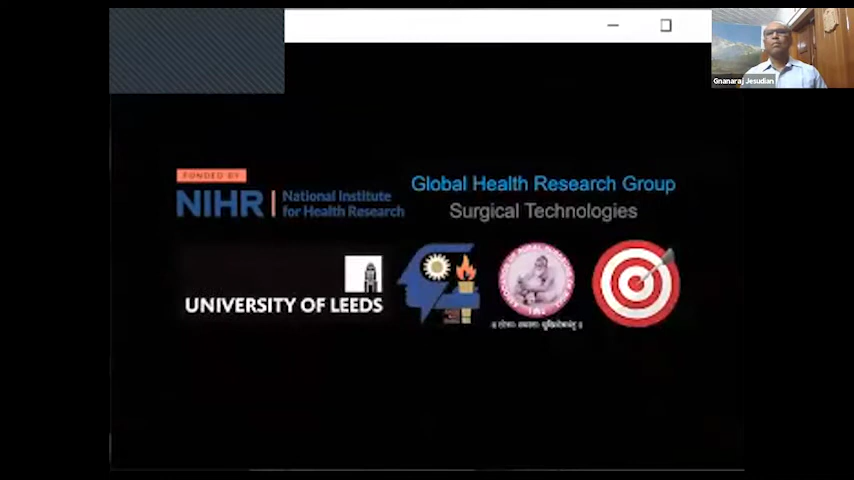 Gnanaraj Jesudian
FUNDED BY
NIHR | National Institute
for Health Research
Global Health Research Group
Surgical Technologies
UNIVERSITY OF LEEDS